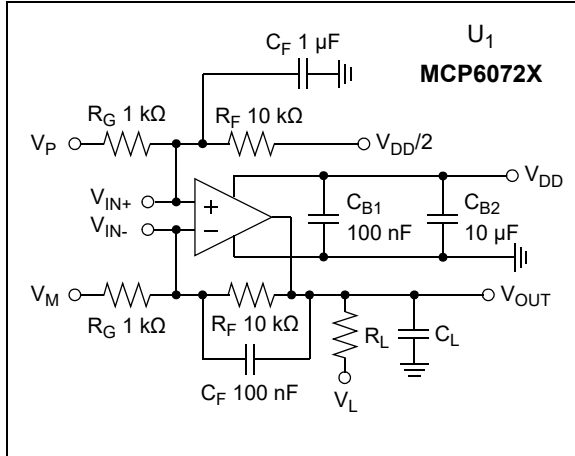 C_F 1 µF
U_1
MCP6072X
R_G 1 kΩ
R_F 10 kΩ
V_P
V_DD/2
V_IN+
V_IN-
+
−
V_DD
C_B1
100 nF
C_B2
10 µF
V_M
V_OUT
R_G 1 kΩ
R_F 10 kΩ
R_L
C_L
C_F 100 nF
V_L